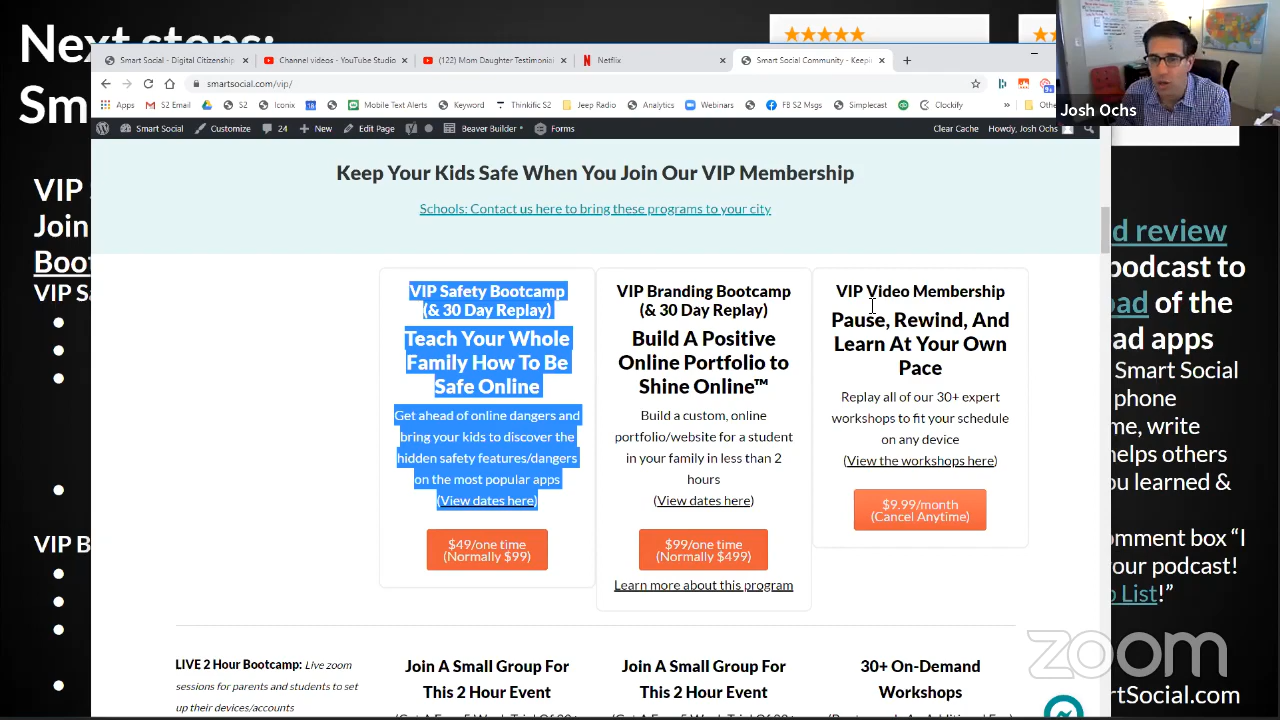 Next steps:
Sm
VIP
Join
Boo
VIP S
VIP B
Smart Social - Digital Citizenship
Channel videos - YouTube Studio
(122) Mom Daughter Testimonia
Netflix
Smart Social Community - Keepi
smartsocial.com/vip/
Apps
S2 Email
S2
Iconix
18
Mobile Text Alerts
Keyword
Thinkific S2
Jeep Radio
Analytics
Webinars
FB S2 Msgs
Simplecast
Clockify
»
Othe
Smart Social
Customize
24
New
Edit Page
Beaver Builder
Forms
Clear Cache
Howdy, Josh Ochs
Josh Ochs
Keep Your Kids Safe When You Join Our VIP Membership
Schools: Contact us here to bring these programs to your city
VIP Safety Bootcamp
(& 30 Day Replay)
Teach Your Whole
Family How To Be
Safe Online
Get ahead of online dangers and
bring your kids to discover the
hidden safety features/dangers
on the most popular apps
(View dates here)
$49/one time
(Normally $99)
VIP Branding Bootcamp
(& 30 Day Replay)
Build A Positive
Online Portfolio to
Shine Online™
Build a custom, online
portfolio/website for a student
in your family in less than 2
hours
(View dates here)
$99/one time
(Normally $499)
Learn more about this program
VIP Video Membership
Pause, Rewind, And
Learn At Your Own
Pace
Replay all of our 30+ expert
workshops to fit your schedule
on any device
(View the workshops here)
$9.99/month
(Cancel Anytime)
LIVE 2 Hour Bootcamp: Live zoom
sessions for parents and students to set
up their devices/accounts
Join A Small Group For
This 2 Hour Event
Join A Small Group For
This 2 Hour Event
30+ On-Demand
Workshops
d review
podcast to
oad of the
ad apps
Smart Social
phone
me, write
helps others
ou learned &
mment box “I
your podcast!
p List!”
zoom
artSocial.com